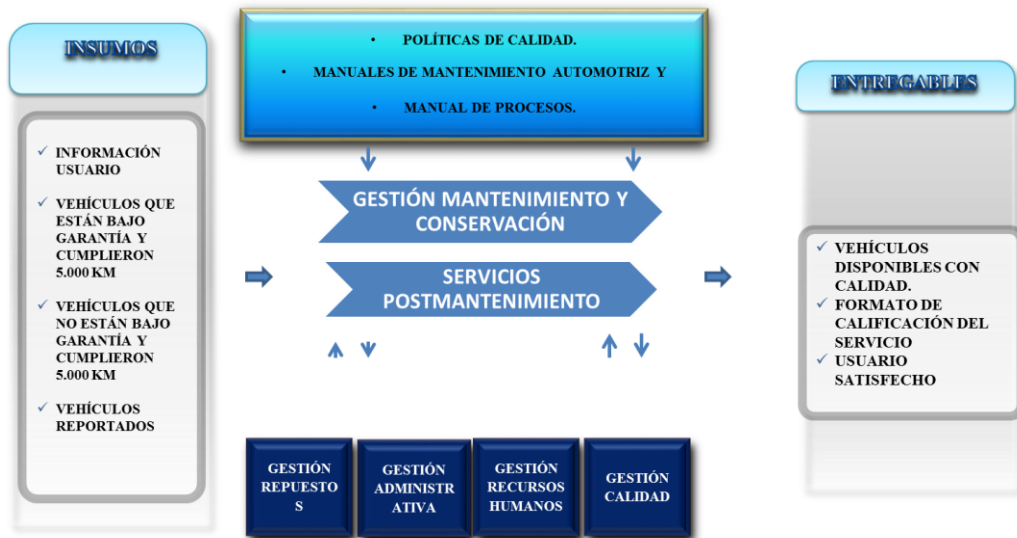 INSUMOS
INFORMACIÓN
USUARIO
VEHÍCULOS QUE
ESTÁN BAJO
GARANTÍA Y
CUMPLIERON
5.000 KM
VEHÍCULOS QUE
NO ESTÁN BAJO
GARANTÍA Y
CUMPLIERON
5.000 KM
VEHÍCULOS
REPORTADOS
• POLÍTICAS DE CALIDAD.
• MANUALES DE MANTENIMIENTO AUTOMOTRIZ Y
• MANUAL DE PROCESOS.
GESTIÓN MANTENIMIENTO Y
CONSERVACIÓN
SERVICIOS
POSTMANTENIMIENTO
GESTIÓN
REPUESTO
S
GESTIÓN
ADMINISTR
ATIVA
GESTIÓN
RECURSOS
HUMANOS
GESTIÓN
CALIDAD
ENTREGABLES
VEHÍCULOS
DISPONIBLES CON
CALIDAD.
FORMATO DE
CALIFICACIÓN DEL
SERVICIO
USUARIO
SATISFECHO